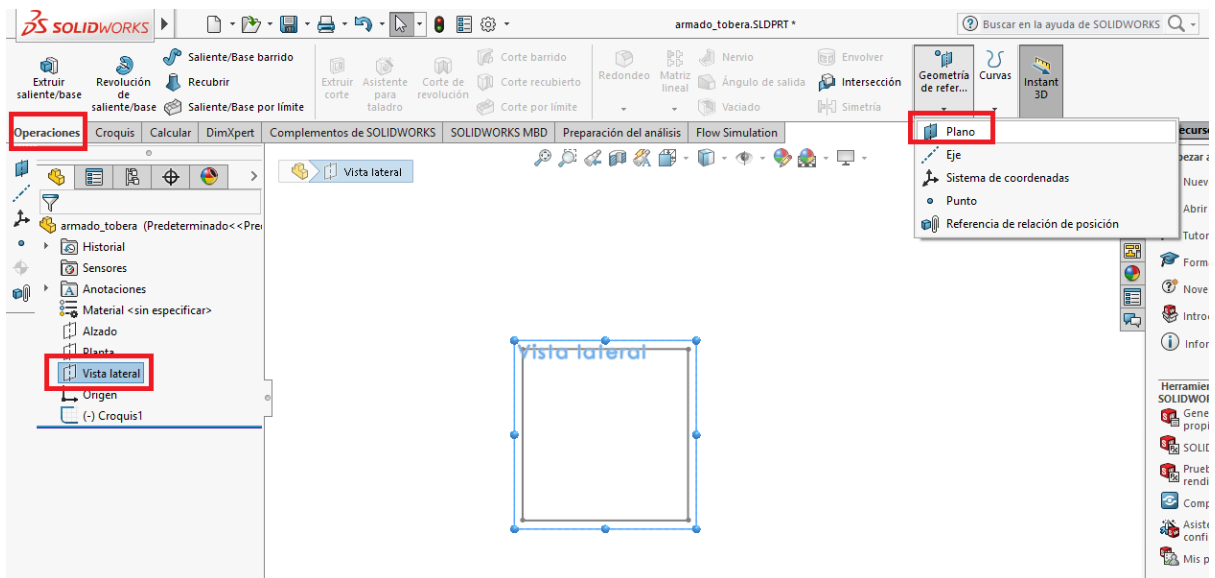 SOLIDWORKS
armado_tobera.SLDPRT *
Buscar en la ayuda de SOLIDWORKS
Extruir saliente/base
Revolución de saliente/base
Saliente/Base barrido
Recubrir
Saliente/Base por límite
Extruir corte
Asistente para taladro
Corte de revolución
Corte barrido
Corte recubierto
Corte por límite
Redondeo
Matriz lineal
Nervio
Ángulo de salida
Vaciado
Envolver
Intersección
Simetría
Geometría de refer...
Curvas
Instant 3D
Operaciones
Croquis
Calcular
DimXpert
Complementos de SOLIDWORKS
SOLIDWORKS MBD
Preparación del análisis
Flow Simulation
Plano
Eje
Sistema de coordenadas
Punto
Referencia de relación de posición
Vista lateral
armado_tobera (Predeterminado<<Pre
Historial
Sensores
Anotaciones
Material <sin especificar>
Alzado
Planta
Vista lateral
Origen
(-) Croquis1
Vista lateral
Abrir
Tutor
Form
Nove
Intro
Infor
Herramien
SOLIDWOR
Gene
propi
SOLID
Prueb
rendi
Comp
Asiste
confi
Mis p